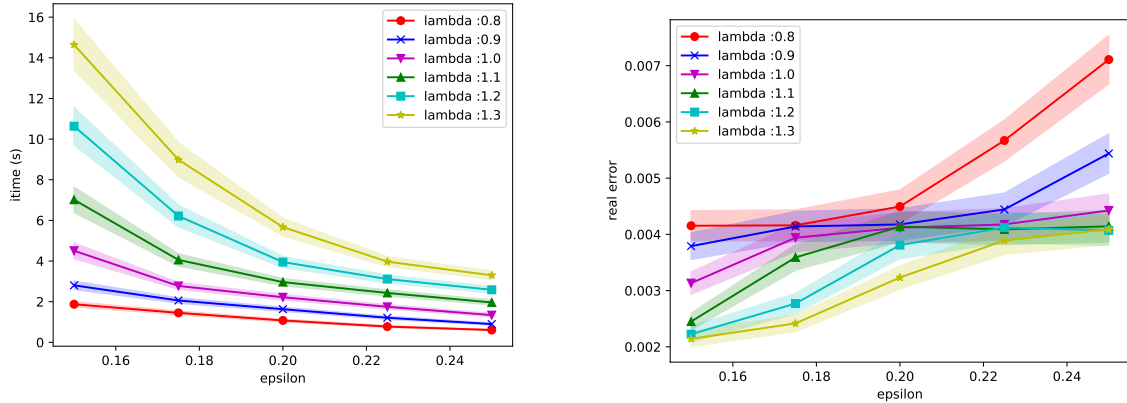 16
14
12
10
8
6
4
2
0
itime (s)
0.16
0.18
0.20
0.22
0.24
epsilon
lambda :0.8
lambda :0.9
lambda :1.0
lambda :1.1
lambda :1.2
lambda :1.3
0.007
0.006
0.005
0.004
0.003
0.002
real error
0.16
0.18
0.20
0.22
0.24
epsilon
lambda :0.8
lambda :0.9
lambda :1.0
lambda :1.1
lambda :1.2
lambda :1.3